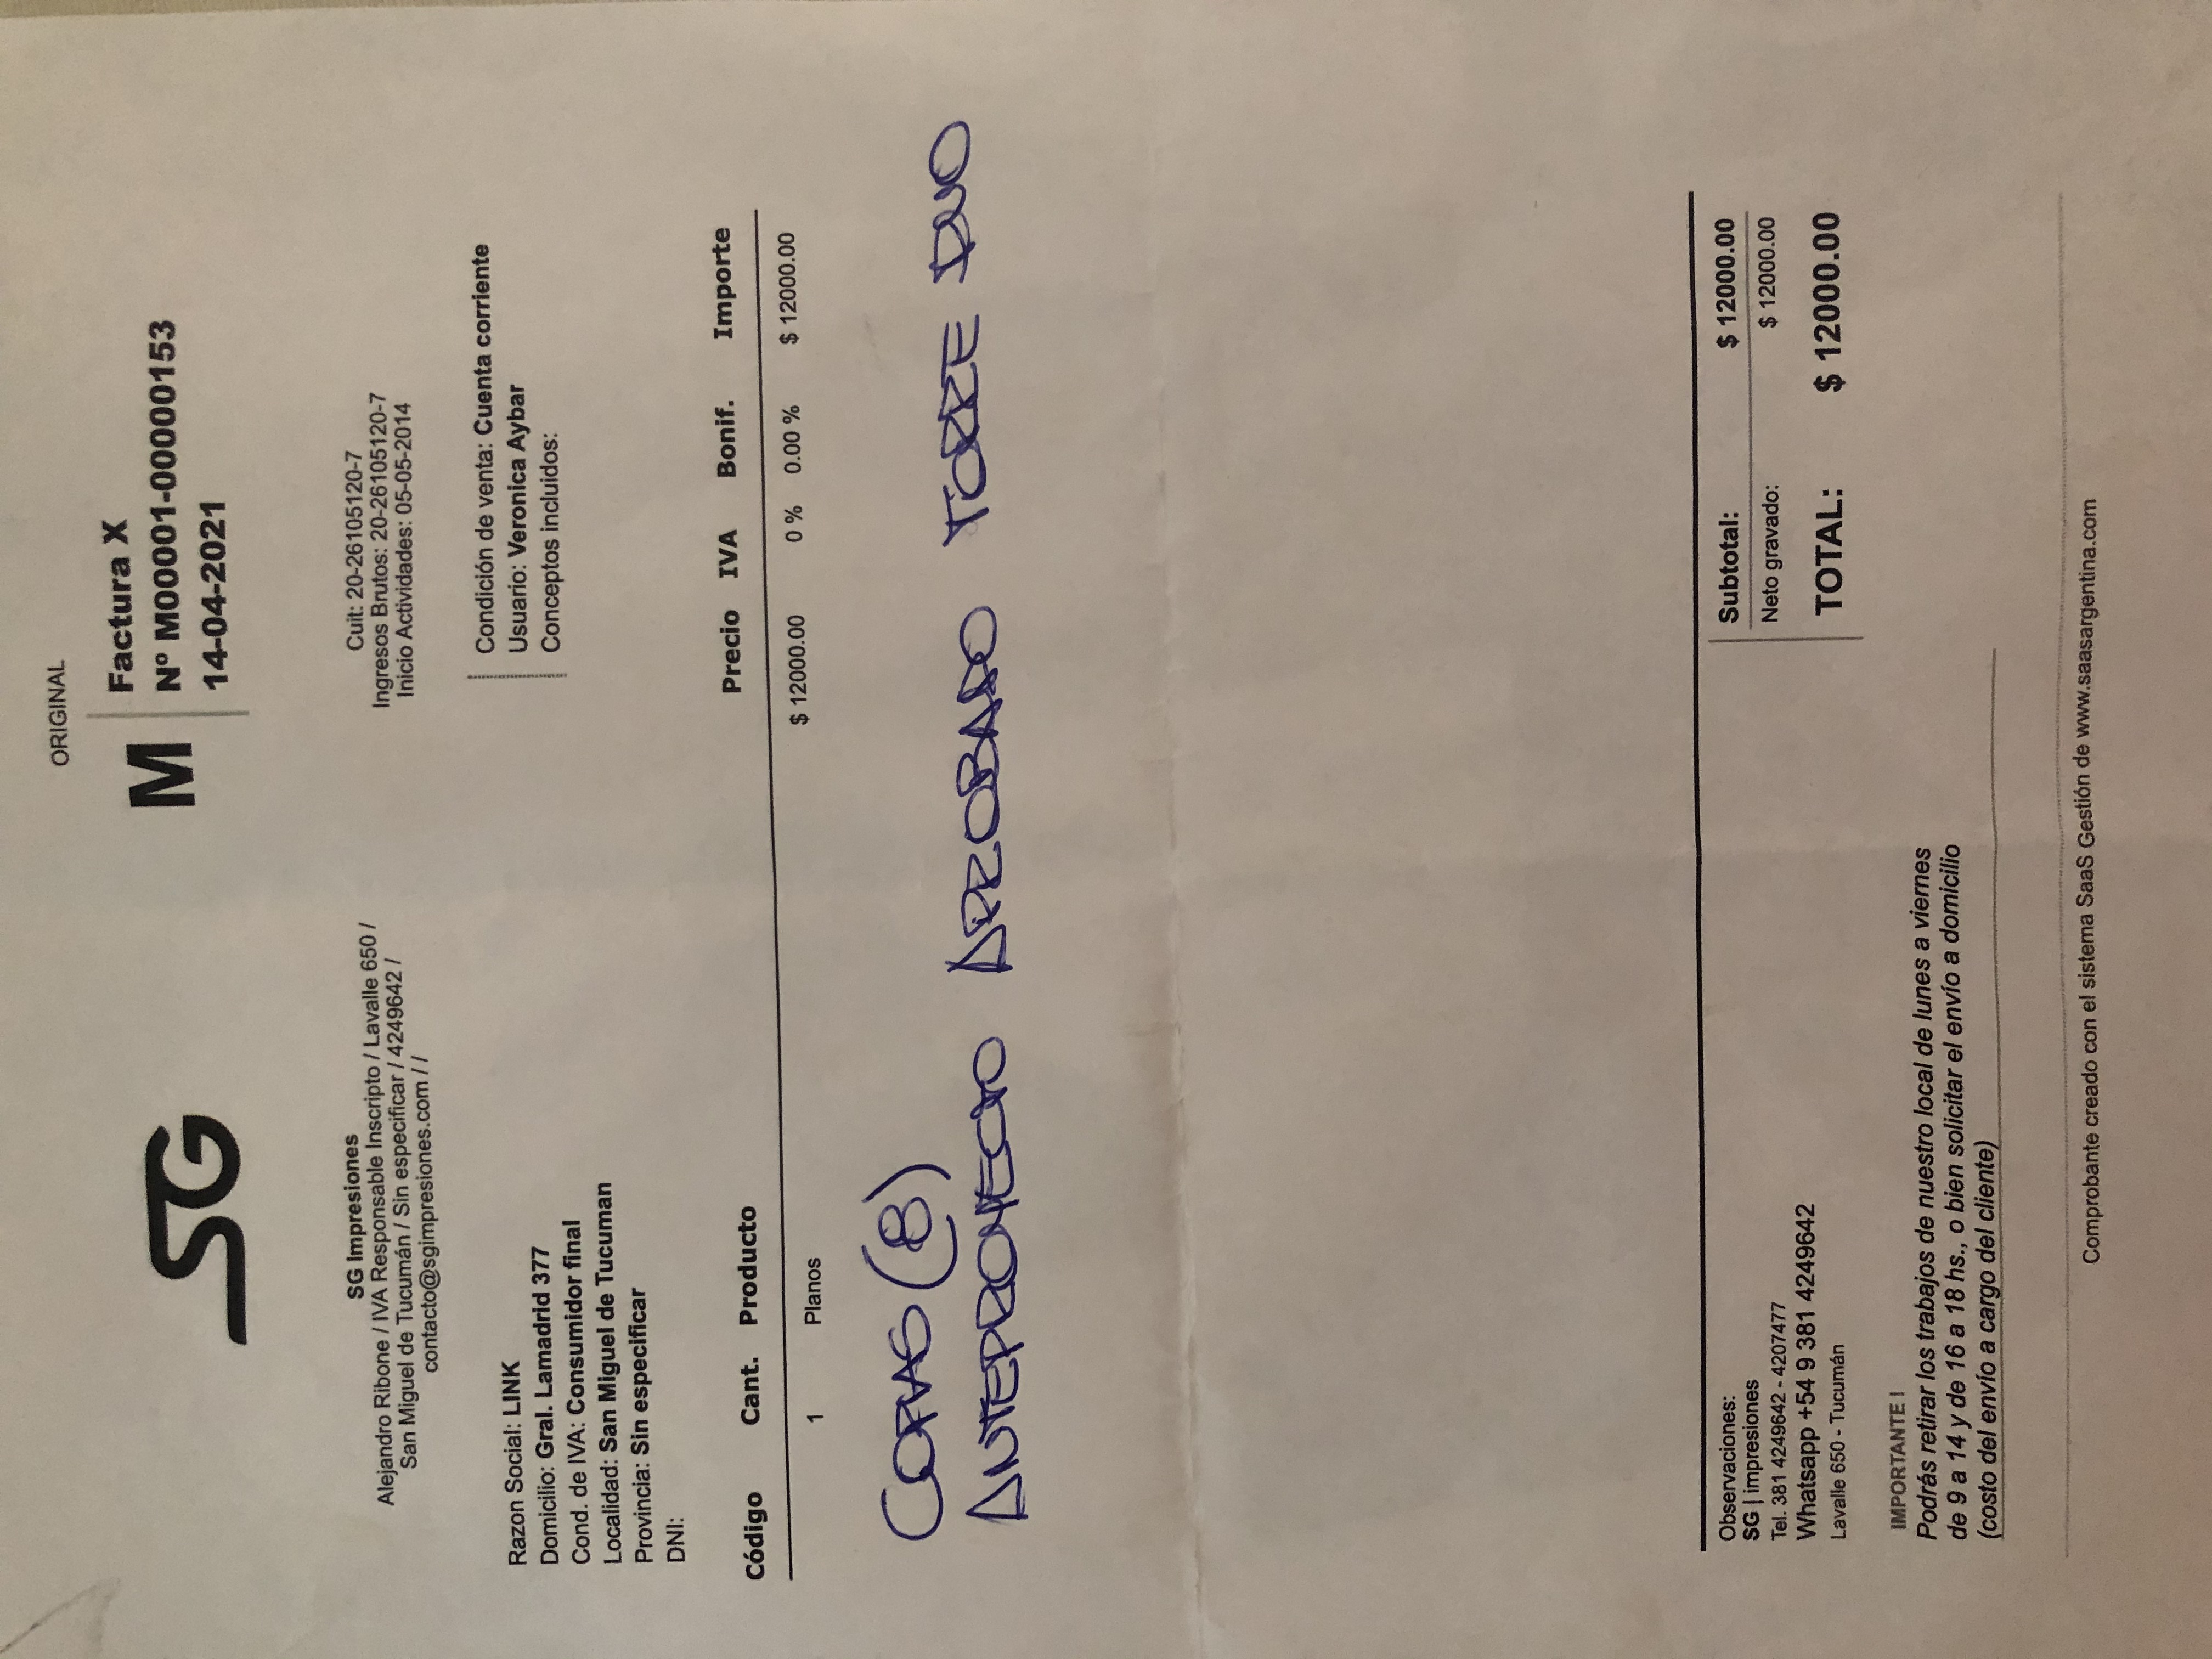 ORIGINAL
SG
M
Factura X
Nº M00001-00000153
14-04-2021
SG Impresiones
Alejandro Ribone / IVA Responsable Inscripto / Lavalle 650 /
San Miguel de Tucumán / Sin especificar / 4249642 /
contacto@sgimpresiones.com / /
Cuit: 20-26105120-7
Ingresos Brutos: 20-26105120-7
Inicio Actividades: 05-05-2014
Razon Social: LINK
Domicilio: Gral. Lamadrid 377
Cond. de IVA: Consumidor final
Localidad: San Miguel de Tucuman
Provincia: Sin especificar
DNI:
Condición de venta: Cuenta corriente
Usuario: Veronica Aybar
Conceptos incluidos:
Código Cant. Producto Precio IVA Bonif. Importe
1 Planos $ 12000.00 0 % 0.00 % $ 12000.00
COPIAS (8)
ANTEPROYECTO APROBADO TORRE DUO
Observaciones:
SG | impresiones
Tel. 381 4249642 - 4207477
Whatsapp +54 9 381 4249642
Lavalle 650 - Tucumán
Subtotal: $ 12000.00
Neto gravado: $ 12000.00
TOTAL: $ 12000.00
IMPORTANTE !
Podrás retirar los trabajos de nuestro local de lunes a viernes
de 9 a 14 y de 16 a 18 hs., o bien solicitar el envío a domicilio
(costo del envío a cargo del cliente)
Comprobante creado con el sistema SaaS Gestión de www.saasargentina.com